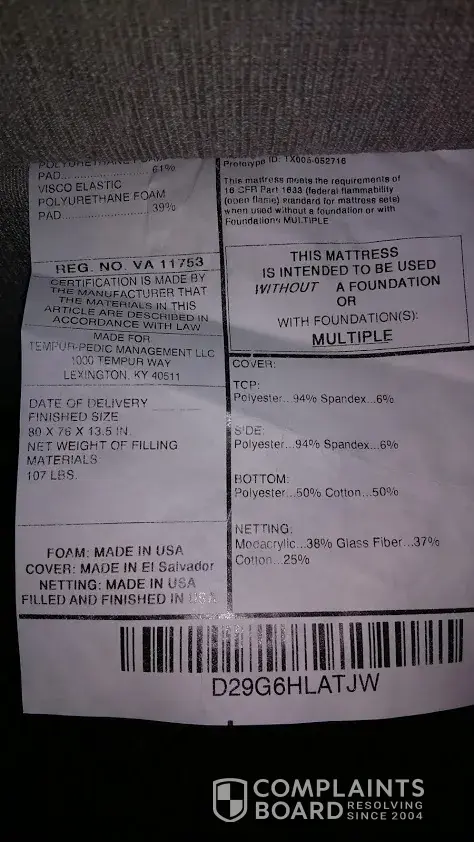 POLYURETHANE FOAM
PAD.................... 61%
VISCO ELASTIC
POLYURETHANE FOAM
PAD.................... 39%
REG. NO. VA 11753
CERTIFICATION IS MADE BY
THE MANUFACTURER THAT
THE MATERIALS IN THIS
ARTICLE ARE DESCRIBED IN
ACCORDANCE WITH LAW
MADE FOR
TEMPUR-PEDIC MANAGEMENT LLC
1000 TEMPUR WAY
LEXINGTON, KY 40511
DATE OF DELIVERY
FINISHED SIZE
80 X 76 X 13.5 IN.
NET WEIGHT OF FILLING
MATERIALS
107 LBS.
FOAM: MADE IN USA
COVER: MADE IN El Salvador
NETTING: MADE IN USA
FILLED AND FINISHED IN USA
Prototype ID: 1X005-052716
This mattress meets the requirements of
16 CFR Part 1633 (federal flammability
(open flame) standard for mattress sets)
when used without a foundation or with
Foundations MULTIPLE
THIS MATTRESS
IS INTENDED TO BE USED
WITHOUT A FOUNDATION
OR
WITH FOUNDATION(S):
MULTIPLE
COVER:
TOP:
Polyester...94% Spandex...6%
SIDE:
Polyester...94% Spandex...6%
BOTTOM:
Polyester...50% Cotton...50%
NETTING:
Modacrylic...38% Glass Fiber...37%
Cotton...25%
D29G6HLATJW
COMPLAINTS
BOARD RESOLVING
SINCE 2004